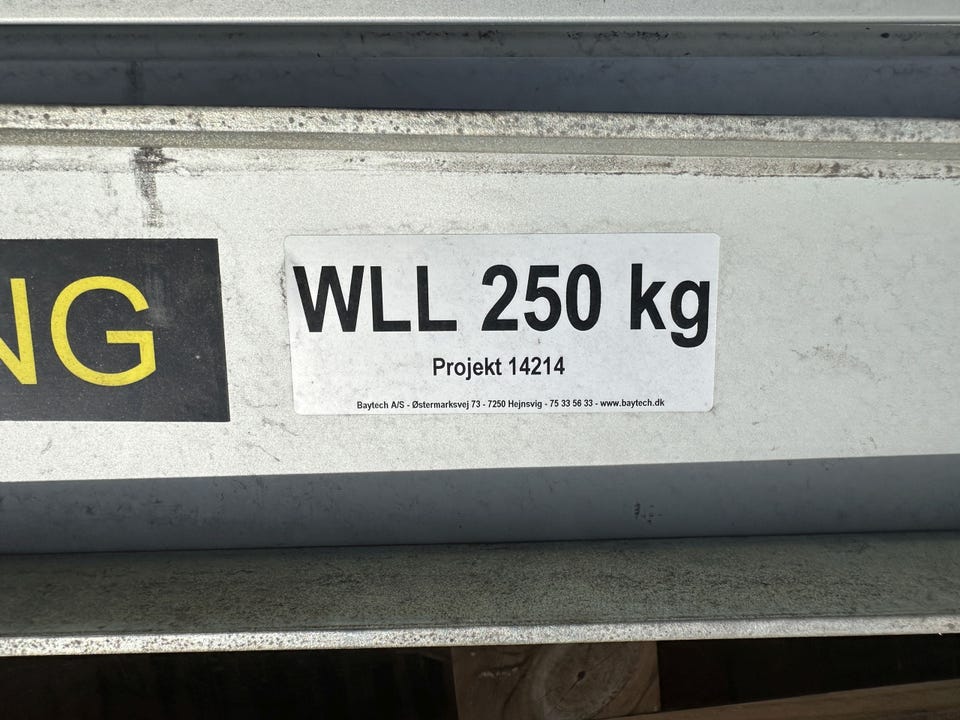 NG
WLL 250 kg
Projekt 14214
Baytech A/S - Østermarksvej 73 - 7250 Hejnsvig - 75 33 56 33 - www.baytech.dk